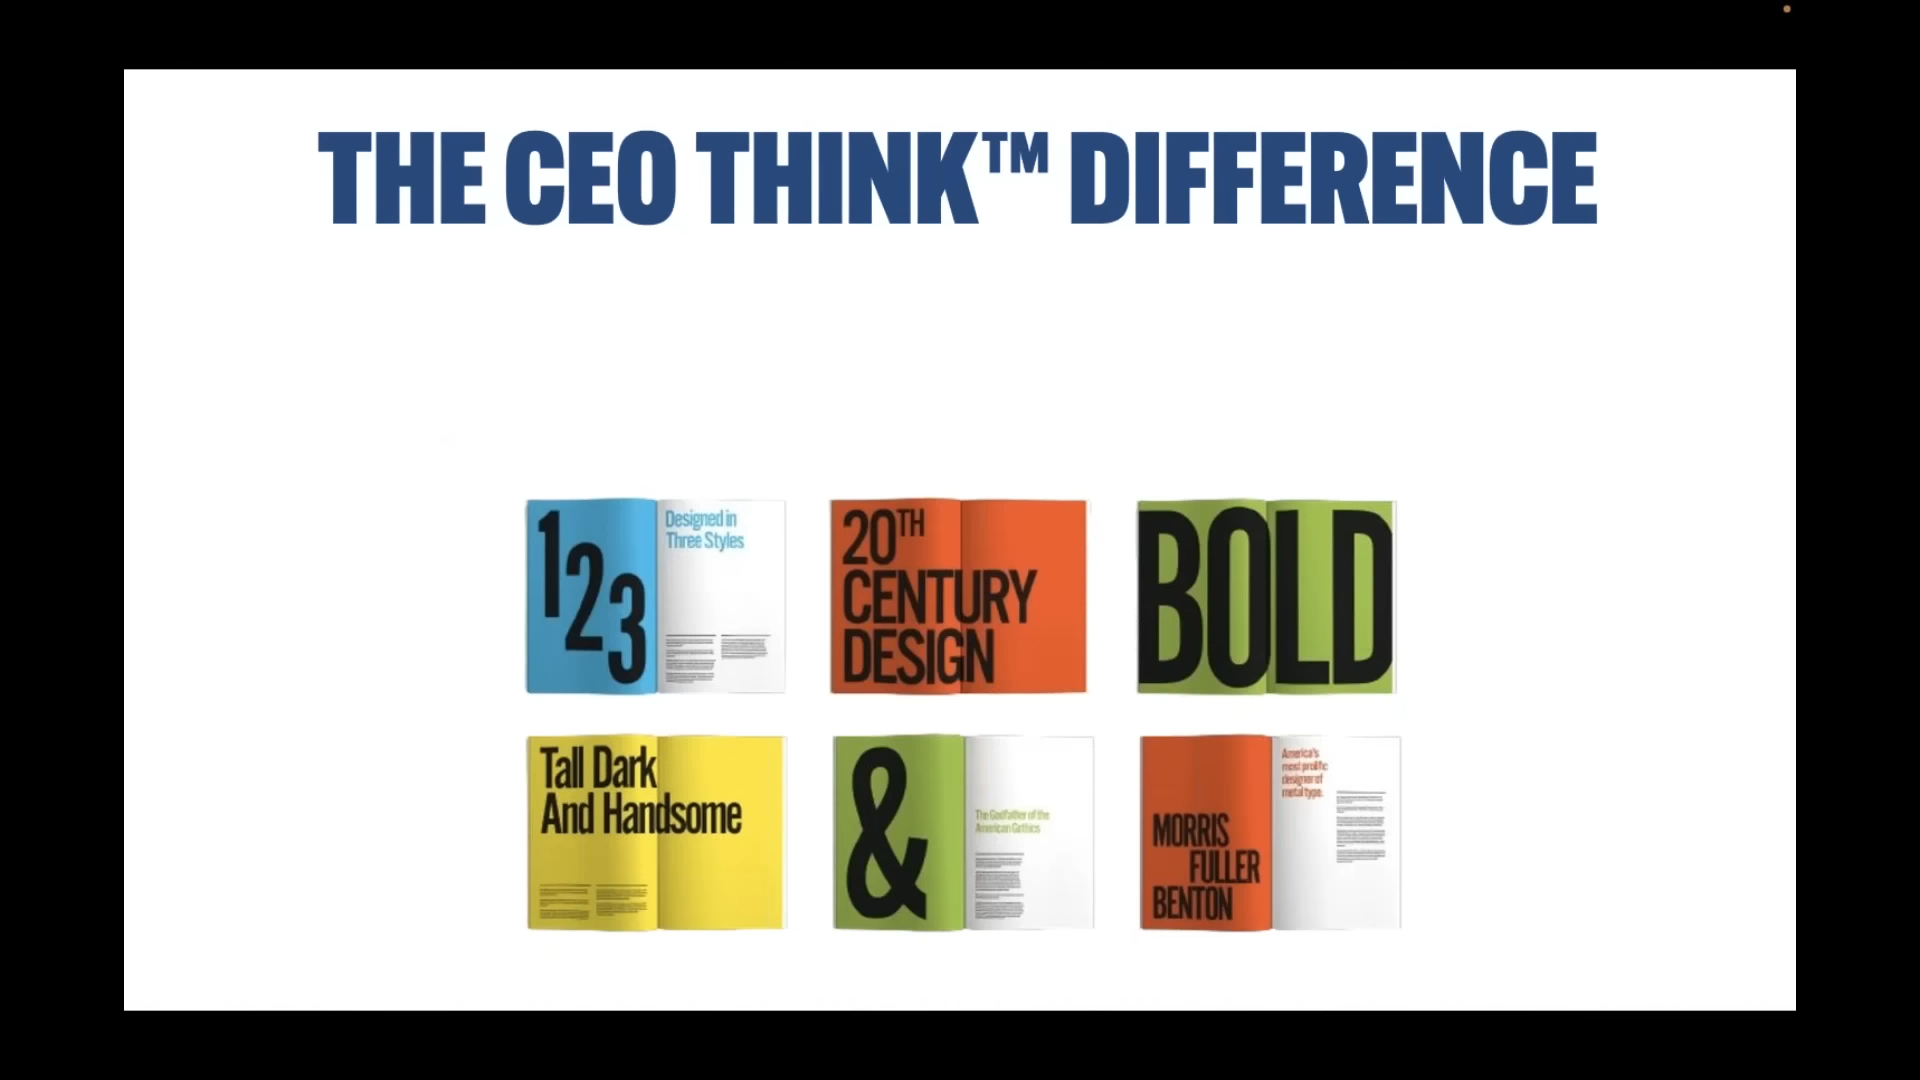 THE CEO THINK™ DIFFERENCE
123
Designed in
Three Styles
20TH
CENTURY
DESIGN
BOLD
Tall Dark
And Handsome
&
The Godfather of the
American Gothics
MORRIS
FULLER
BENTON
America's
most prolific
designer of
metal type.